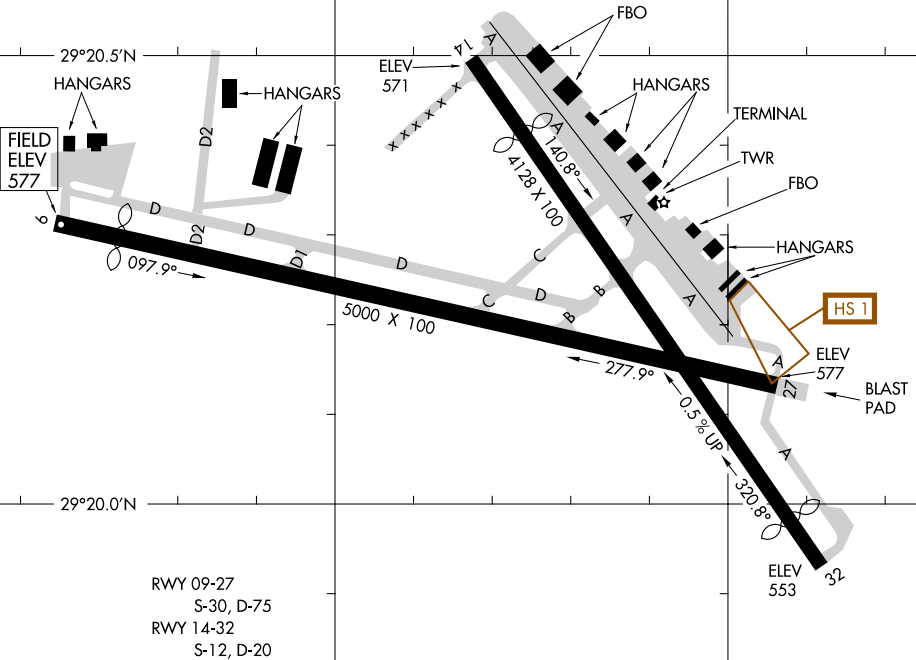 FBO
A
14
29°20.5'N
ELEV
571
HANGARS
HANGARS
HANGARS
TERMINAL
TWR
FBO
HANGARS
FIELD
ELEV
577
D2
x x x x x x
A
140.8°
4128 X 100
A
9
D
D2
D
D1
D
D
C
C
B
B
A
097.9°
5000 X 100
277.9°
HS 1
A
ELEV
577
27
BLAST
PAD
0.5% UP
320.8°
A
29°20.0'N
ELEV
553
32
RWY 09-27
S-30, D-75
RWY 14-32
S-12, D-20